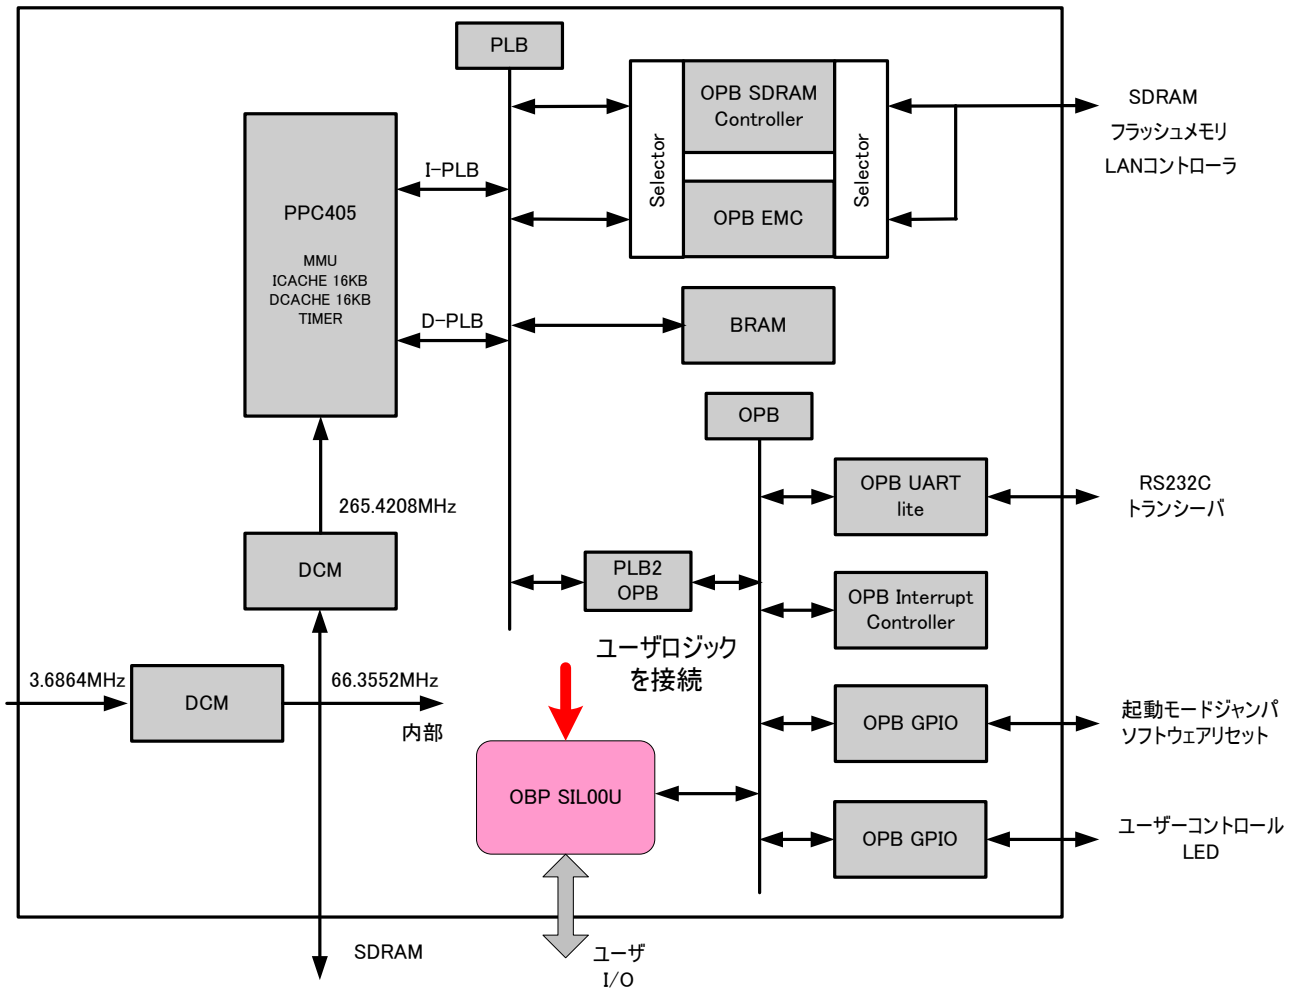 PLB
OPB SDRAM
Controller
Selector
Selector
OPB EMC
SDRAM
フラッシュメモリ
LANコントローラ
I-PLB
PPC405
MMU
ICACHE 16KB
DCACHE 16KB
TIMER
D-PLB
BRAM
OPB
OPB UART
lite
RS232C
トランシーバ
265.4208MHz
DCM
PLB2
OPB
OPB Interrupt
Controller
ユーザロジック
を接続
3.6864MHz
DCM
66.3552MHz
内部
OPB GPIO
起動モードジャンパ
ソフトウェアリセット
OBP SIL00U
OPB GPIO
ユーザーコントロール
LED
SDRAM
ユーザ
I/O